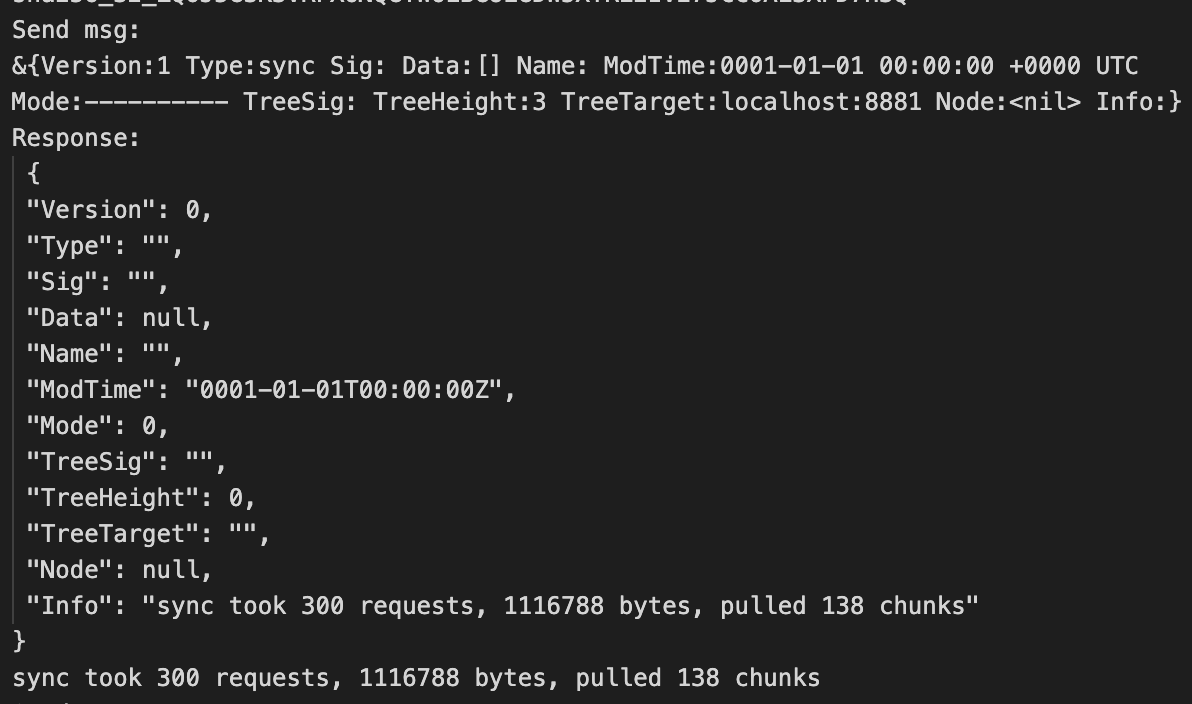 Send msg:
&{Version:1 Type:sync Sig: Data:[] Name: ModTime:0001-01-01 00:00:00 +0000 UTC
Mode:---------- TreeSig: TreeHeight:3 TreeTarget:localhost:8881 Node:<nil> Info:}
Response:
{
"Version": 0,
"Type": "",
"Sig": "",
"Data": null,
"Name": "",
"ModTime": "0001-01-01T00:00:00Z",
"Mode": 0,
"TreeSig": "",
"TreeHeight": 0,
"TreeTarget": "",
"Node": null,
"Info": "sync took 300 requests, 1116788 bytes, pulled 138 chunks"
}
sync took 300 requests, 1116788 bytes, pulled 138 chunks